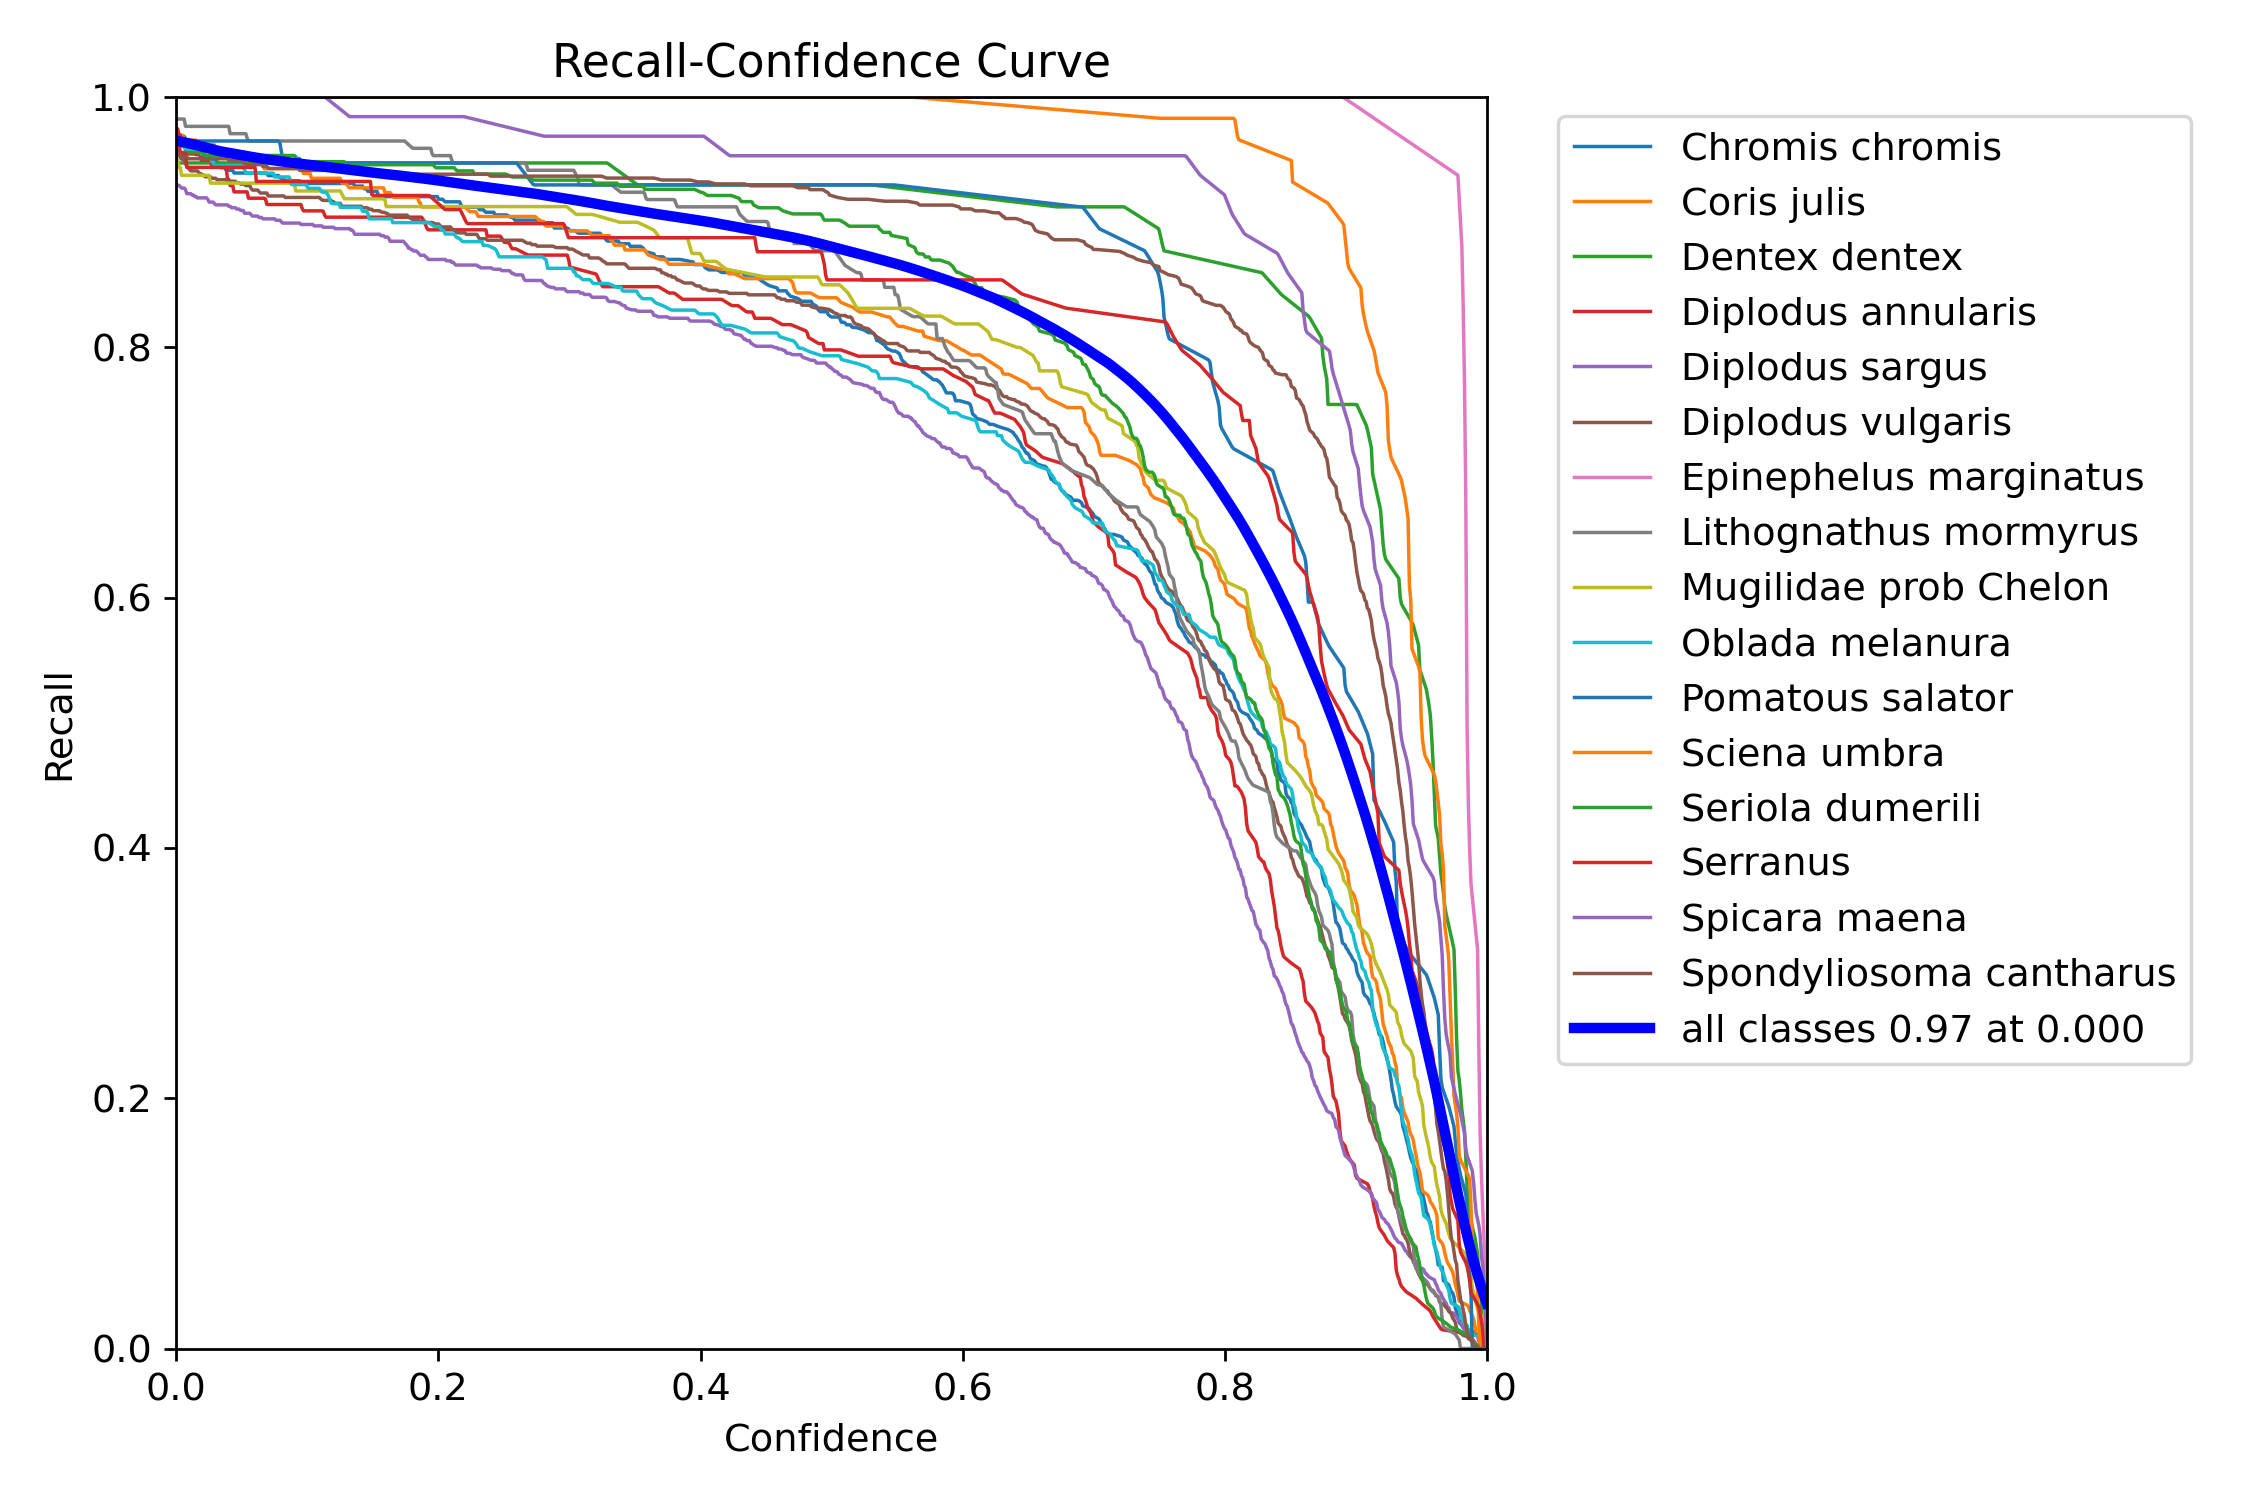 Recall-Confidence Curve
1.0
0.8
0.6
0.4
0.2
0.0
Recall
0.0 0.2 0.4 0.6 0.8 1.0
Confidence
Chromis chromis
Coris julis
Dentex dentex
Diplodus annularis
Diplodus sargus
Diplodus vulgaris
Epinephelus marginatus
Lithognathus mormyrus
Mugilidae prob Chelon
Oblada melanura
Pomatous salator
Sciena umbra
Seriola dumerili
Serranus
Spicara maena
Spondyliosoma cantharus
all classes 0.97 at 0.000